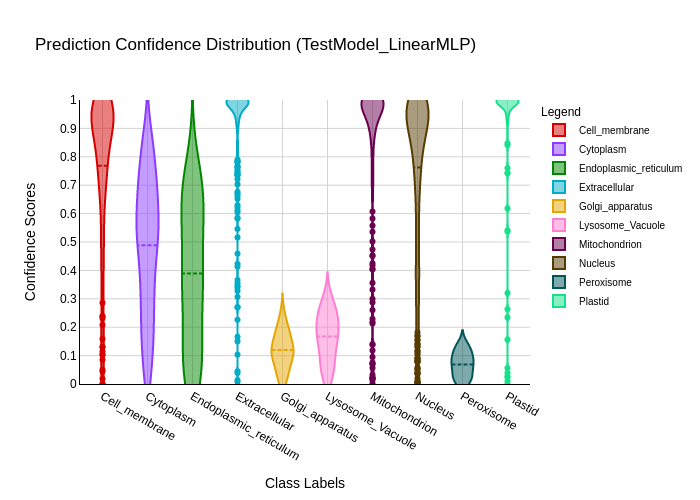 Prediction Confidence Distribution (TestModel_LinearMLP)
Legend
Cell_membrane
Cytoplasm
Endoplasmic_reticulum
Extracellular
Golgi_apparatus
Lysosome_Vacuole
Mitochondrion
Nucleus
Peroxisome
Plastid
Confidence Scores
1
0.9
0.8
0.7
0.6
0.5
0.4
0.3
0.2
0.1
0
Cell_membrane
Cytoplasm
Endoplasmic_reticulum
Extracellular
Golgi_apparatus
Lysosome_Vacuole
Mitochondrion
Nucleus
Peroxisome
Plastid
Class Labels